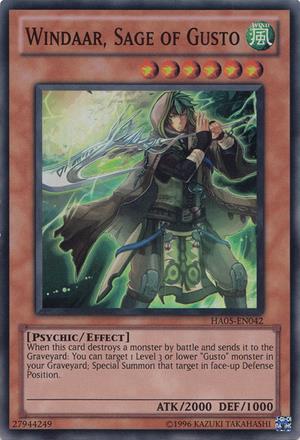 WINDAAR, SAGE OF GUSTO
WIND
風
HA05-EN042
[PSYCHIC/EFFECT]
When this card destroys a monster by battle and sends it to the
Graveyard: You can target 1 Level 3 or lower "Gusto" monster in
your Graveyard; Special Summon that target in face-up Defense
Position.
ATK/2000 DEF/1000
27944249
©1996 KAZUKI TAKAHASHI